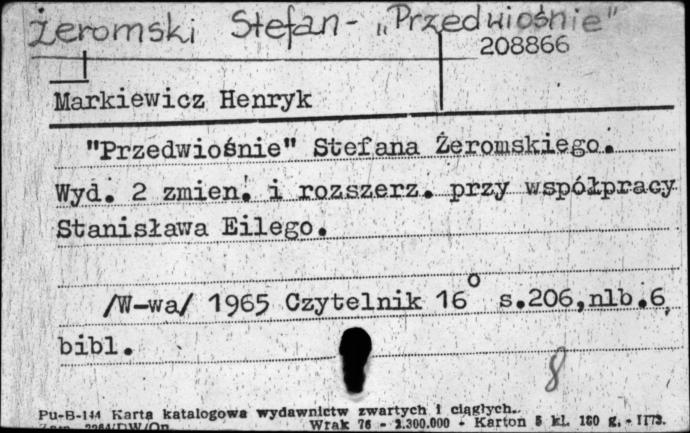 Żeromski Stefan - „Przedwiośnie"
208866
Markiewicz Henryk
"Przedwiośnie" Stefana Żeromskiego.
Wyd. 2 zmien. i rozszerz. przy współpracy
Stanisława Eilego.
/W-wa/ 1965 Czytelnik 16° s.206,nlb.6,
bibl.
8
Pu-B-144 Karta katalogowa wydawnictw zwartych i ciągłych.
Wrak 76 - 2.300.000 - Karton 5 kl. 180 g.